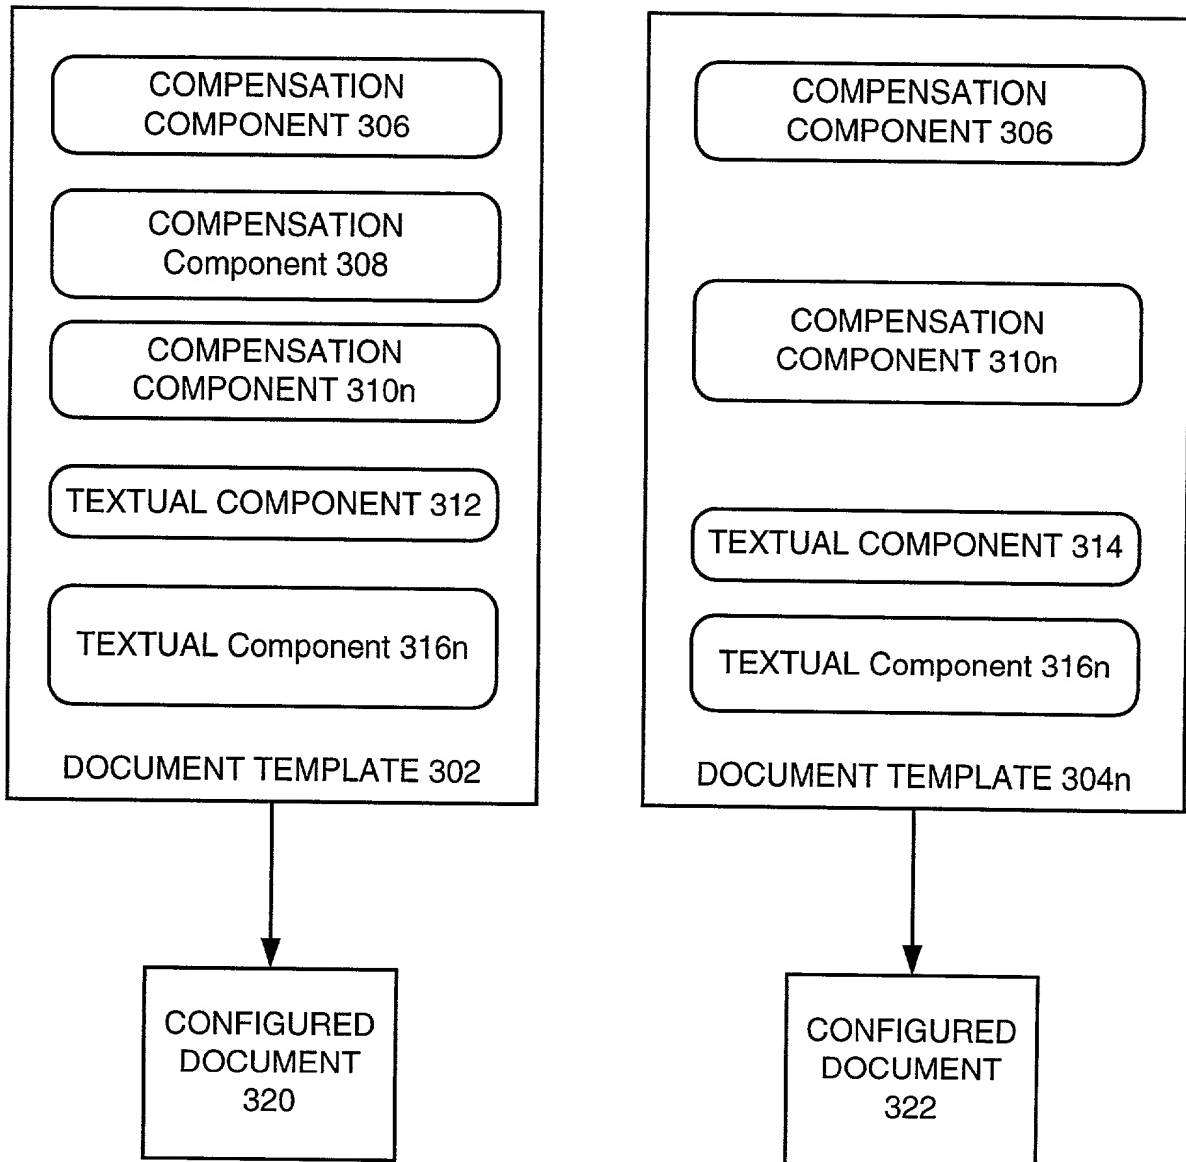 COMPENSATION
COMPONENT 306
COMPENSATION
Component 308
COMPENSATION
COMPONENT 310n
TEXTUAL COMPONENT 312
TEXTUAL Component 316n
DOCUMENT TEMPLATE 302
CONFIGURED
DOCUMENT
320
COMPENSATION
COMPONENT 306
COMPENSATION
COMPONENT 310n
TEXTUAL COMPONENT 314
TEXTUAL Component 316n
DOCUMENT TEMPLATE 304n
CONFIGURED
DOCUMENT
322